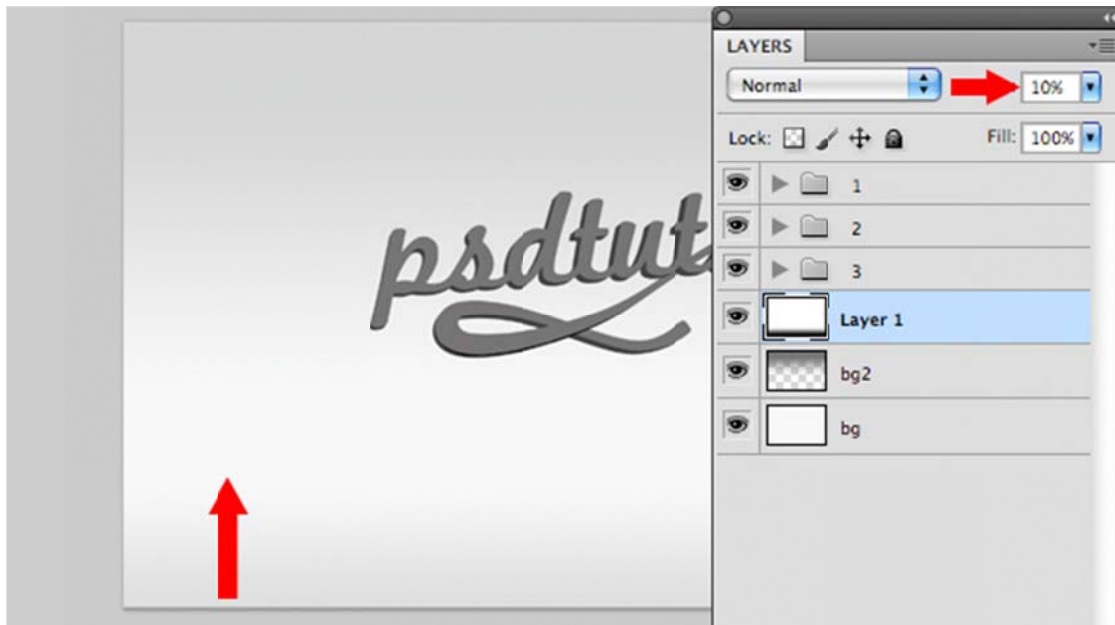 psdtut
LAYERS
Normal
10%
Lock:
Fill: 100%
1
2
3
Layer 1
bg2
bg